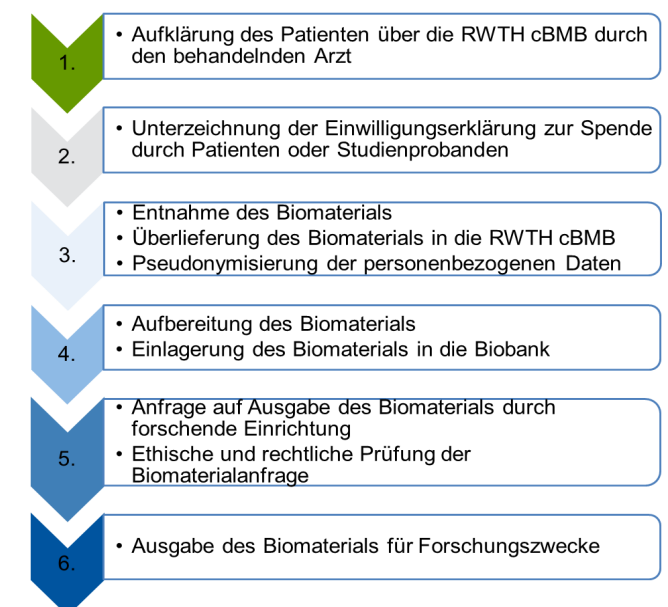 1.
• Aufklärung des Patienten über die RWTH cBMB durch
den behandelnden Arzt
2.
• Unterzeichnung der Einwilligungserklärung zur Spende
durch Patienten oder Studienprobanden
3.
• Entnahme des Biomaterials
• Überlieferung des Biomaterials in die RWTH cBMB
• Pseudonymisierung der personenbezogenen Daten
4.
• Aufbereitung des Biomaterials
• Einlagerung des Biomaterials in die Biobank
5.
• Anfrage auf Ausgabe des Biomaterials durch
forschende Einrichtung
• Ethische und rechtliche Prüfung der
Biomaterialanfrage
6.
• Ausgabe des Biomaterials für Forschungszwecke